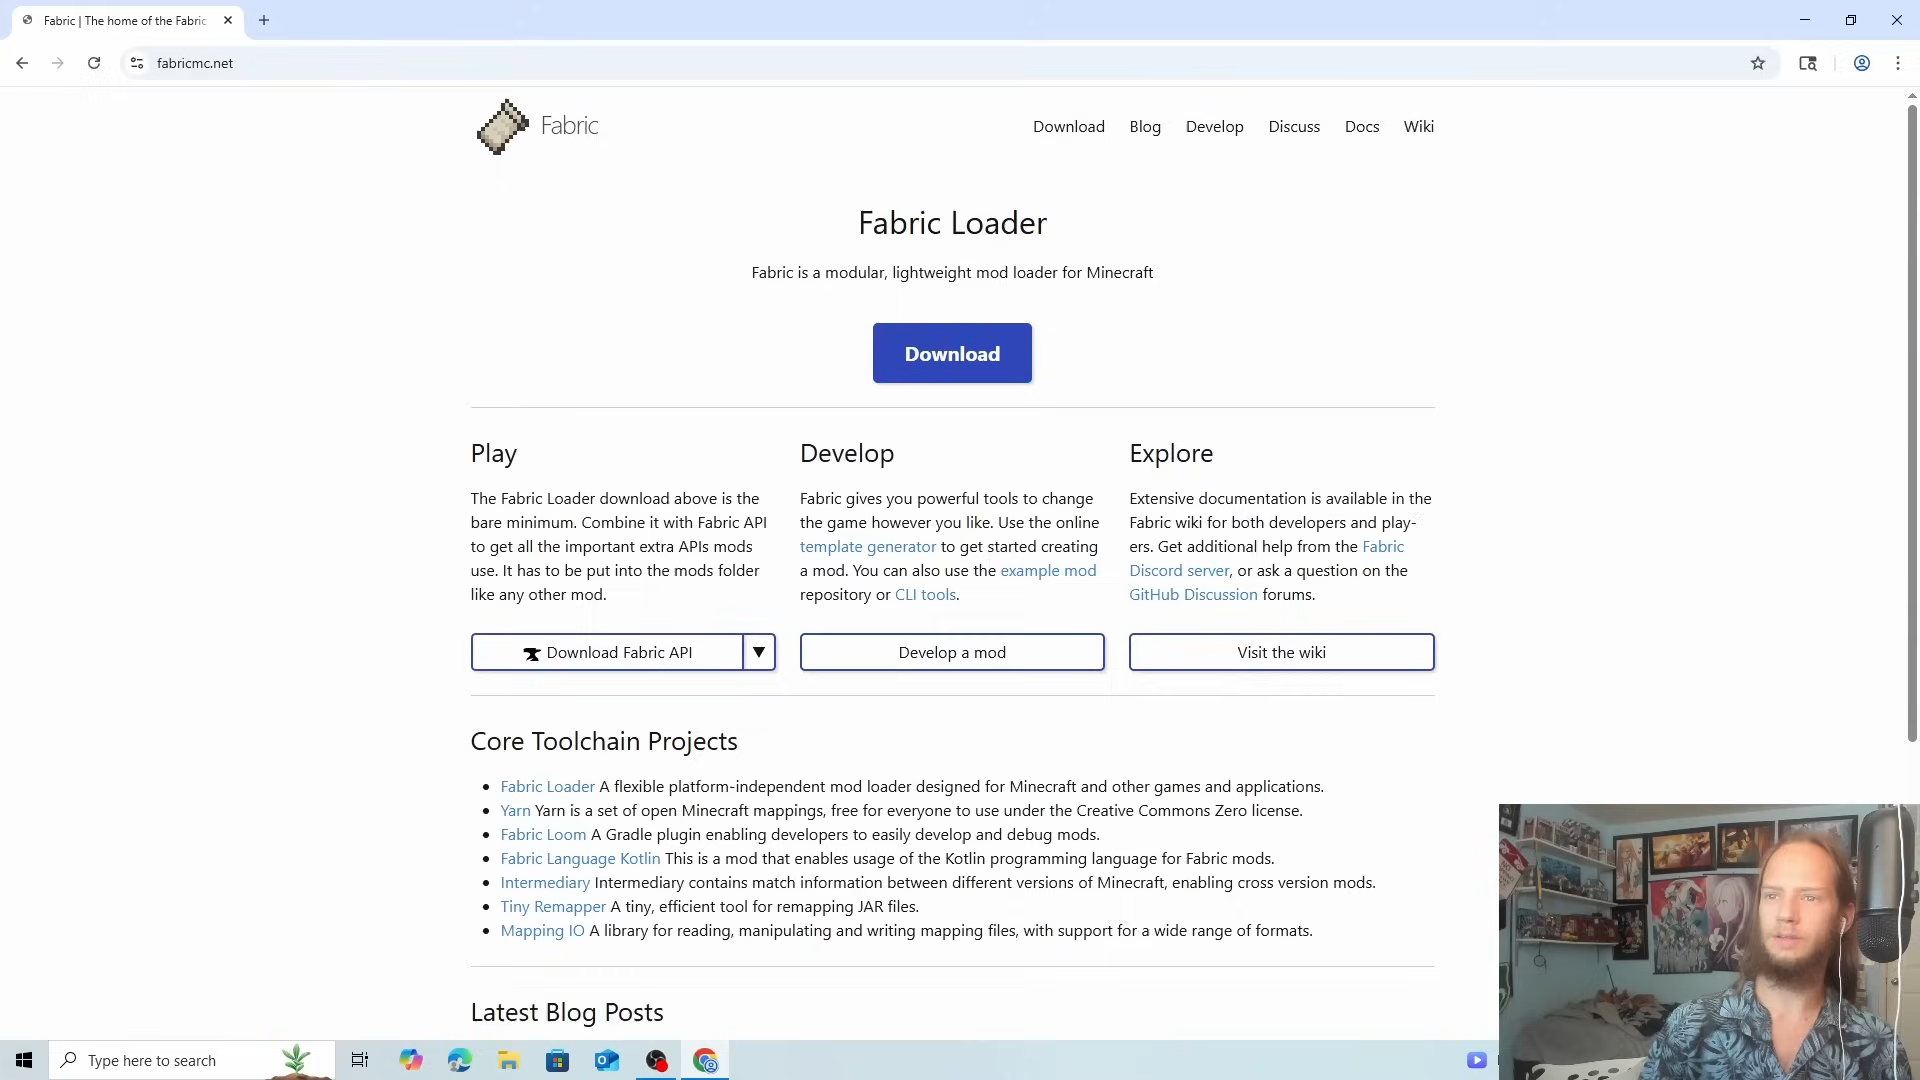 Fabric | The home of the Fabric
fabricmc.net
Fabric
Download Blog Develop Discuss Docs Wiki
Fabric Loader
Fabric is a modular, lightweight mod loader for Minecraft
Download
Play
The Fabric Loader download above is the
bare minimum. Combine it with Fabric API
to get all the important extra APIs mods
use. It has to be put into the mods folder
like any other mod.
Download Fabric API
Develop
Fabric gives you powerful tools to change
the game however you like. Use the online
template generator to get started creating
a mod. You can also use the example mod
repository or CLI tools.
Develop a mod
Explore
Extensive documentation is available in the
Fabric wiki for both developers and play-
ers. Get additional help from the Fabric
Discord server, or ask a question on the
GitHub Discussion forums.
Visit the wiki
Core Toolchain Projects
Fabric Loader A flexible platform-independent mod loader designed for Minecraft and other games and applications.
Yarn Yarn is a set of open Minecraft mappings, free for everyone to use under the Creative Commons Zero license.
Fabric Loom A Gradle plugin enabling developers to easily develop and debug mods.
Fabric Language Kotlin This is a mod that enables usage of the Kotlin programming language for Fabric mods.
Intermediary Intermediary contains match information between different versions of Minecraft, enabling cross version mods.
Tiny Remapper A tiny, efficient tool for remapping JAR files.
Mapping IO A library for reading, manipulating and writing mapping files, with support for a wide range of formats.
Latest Blog Posts
Type here to search